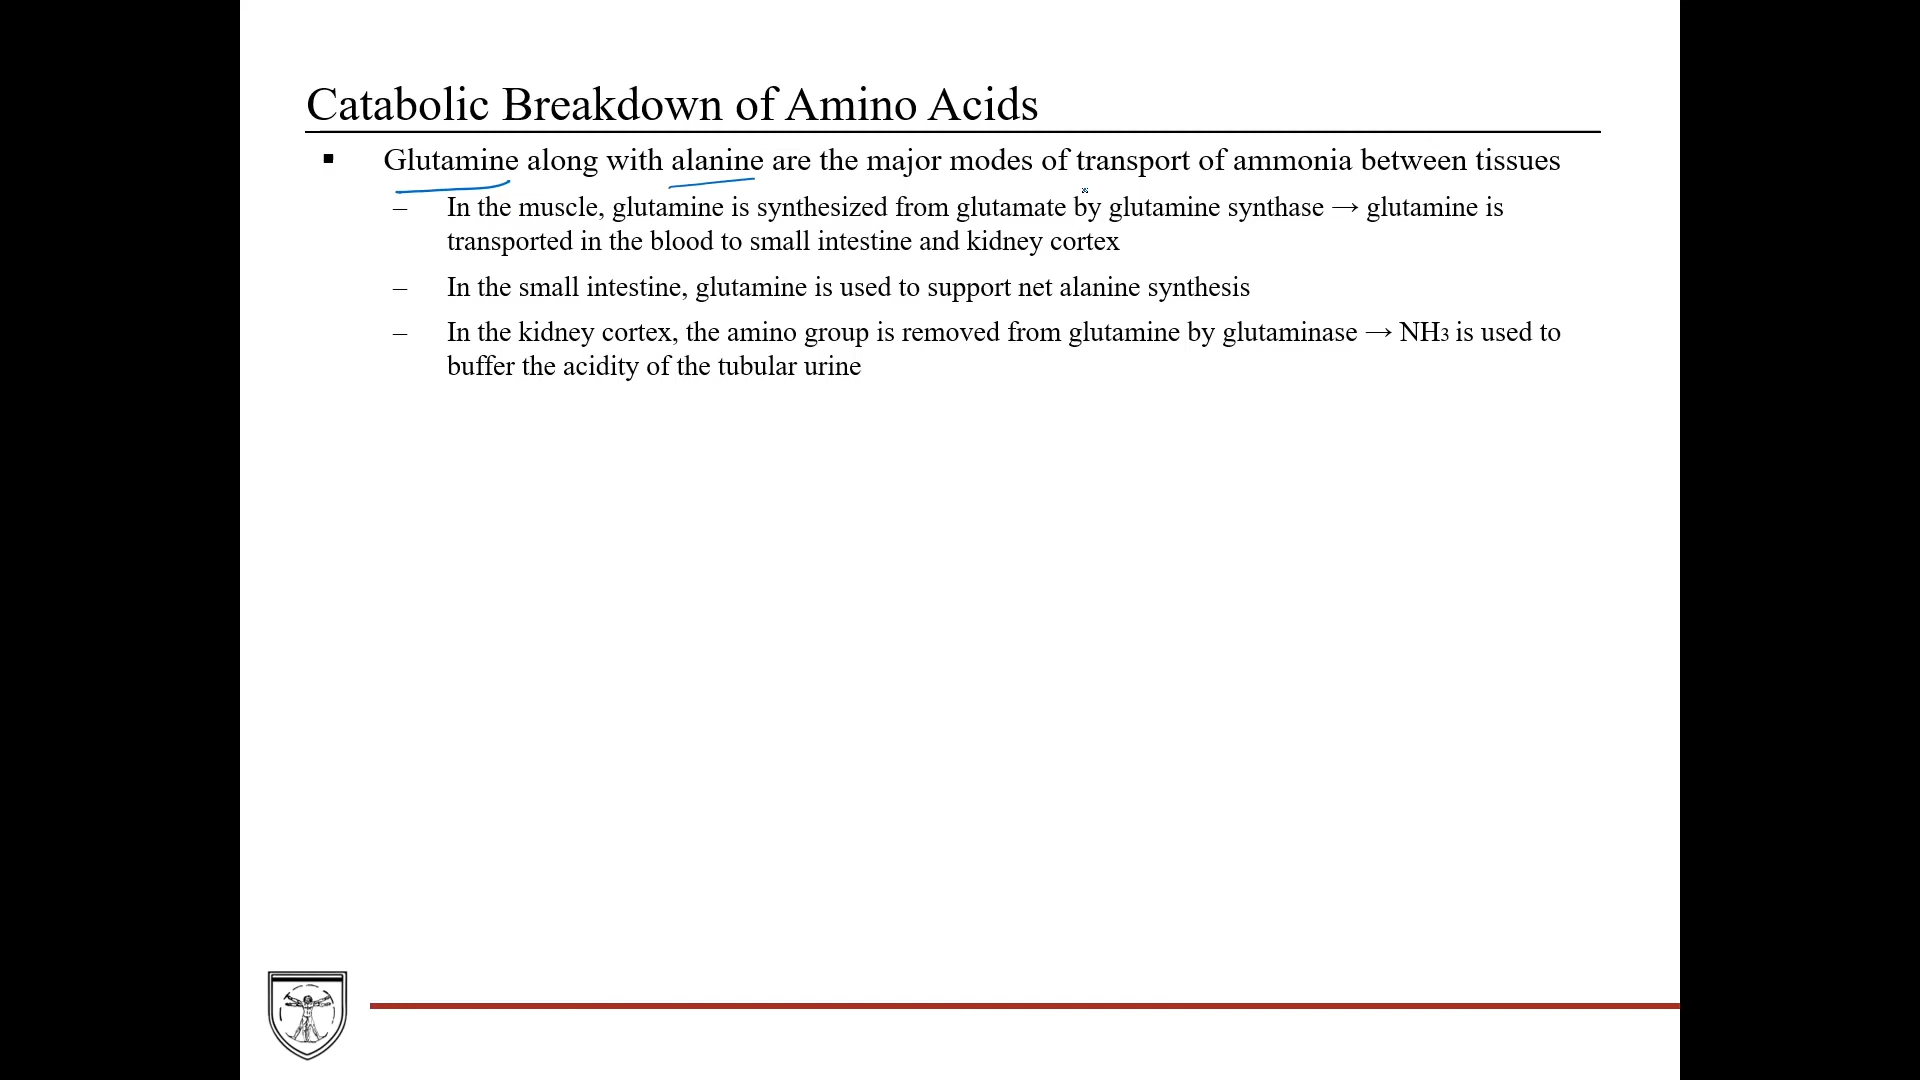 Catabolic Breakdown of Amino Acids
▪ Glutamine along with alanine are the major modes of transport of ammonia between tissues
– In the muscle, glutamine is synthesized from glutamate by glutamine synthase → glutamine is
transported in the blood to small intestine and kidney cortex
– In the small intestine, glutamine is used to support net alanine synthesis
– In the kidney cortex, the amino group is removed from glutamine by glutaminase → NH3 is used to
buffer the acidity of the tubular urine